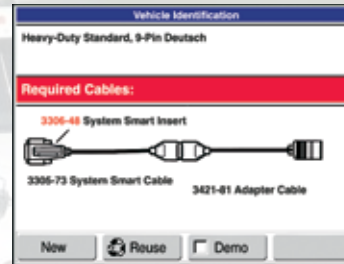 Vehicle Identification
Heavy-Duty Standard, 9-Pin Deutsch
Required Cables:
3306-48 System Smart Insert
3305-73 System Smart Cable
3421-81 Adapter Cable
New
Reuse
Demo